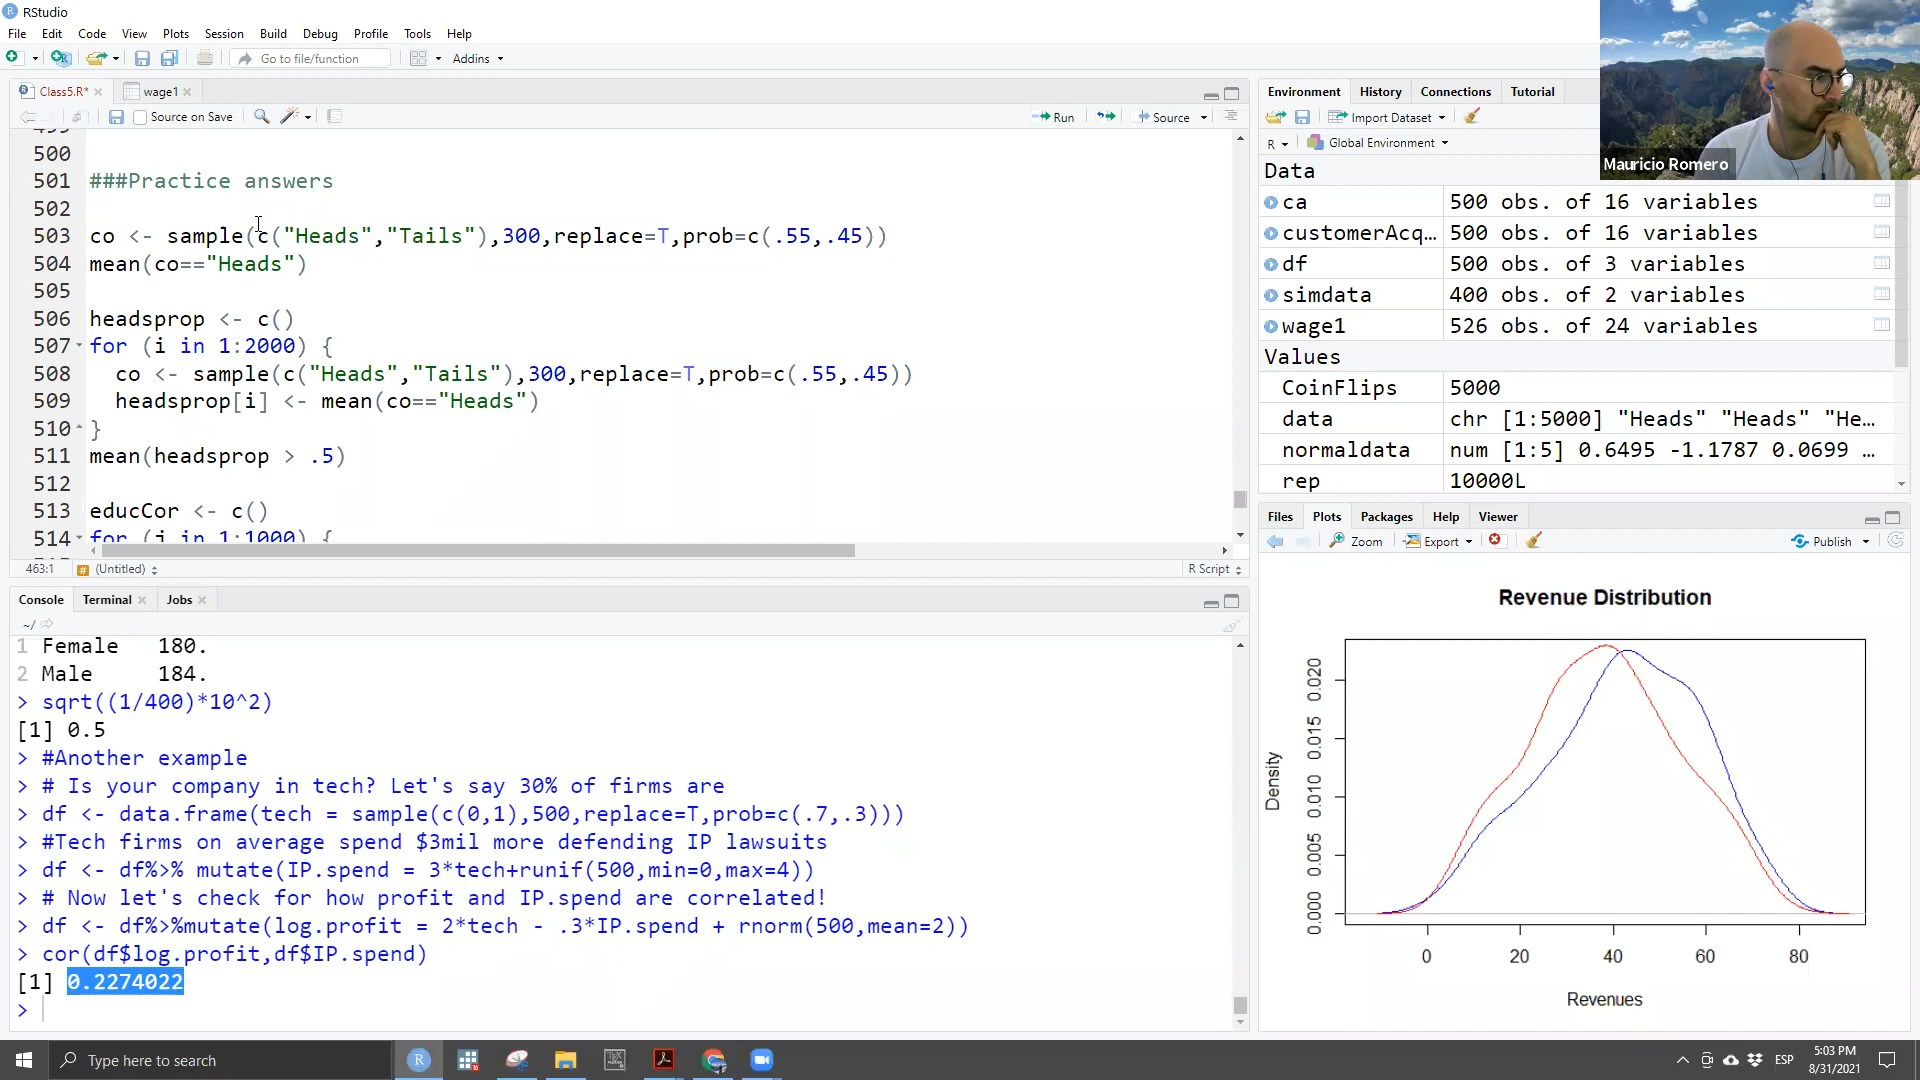 RStudio
File Edit Code View Plots Session Build Debug Profile Tools Help
Go to file/function
Addins
Class5.R*
wage1
Source on Save
Run
Source
500
501 ###Practice answers
502
503 co <- sample(c("Heads","Tails"),300,replace=T,prob=c(.55,.45))
504 mean(co=="Heads")
505
506 headsprop <- c()
507 for (i in 1:2000) {
508 co <- sample(c("Heads","Tails"),300,replace=T,prob=c(.55,.45))
509 headsprop[i] <- mean(co=="Heads")
510 }
511 mean(headsprop > .5)
512
513 educCor <- c()
514 for (i in 1:1000) {
463:1
(Untitled)
R Script
Console Terminal Jobs
~/
1 Female 180.
2 Male 184.
> sqrt((1/400)*10^2)
[1] 0.5
> #Another example
> # Is your company in tech? Let's say 30% of firms are
> df <- data.frame(tech = sample(c(0,1),500,replace=T,prob=c(.7,.3)))
> #Tech firms on average spend $3mil more defending IP lawsuits
> df <- df%>% mutate(IP.spend = 3*tech+runif(500,min=0,max=4))
> # Now let's check for how profit and IP.spend are correlated!
> df <- df%>%mutate(log.profit = 2*tech - .3*IP.spend + rnorm(500,mean=2))
> cor(df$log.profit,df$IP.spend)
[1] 0.2274022
>
Environment History Connections Tutorial
Import Dataset
R
Global Environment
Data
ca 500 obs. of 16 variables
customerAcq… 500 obs. of 16 variables
df 500 obs. of 3 variables
simdata 400 obs. of 2 variables
wage1 526 obs. of 24 variables
Values
CoinFlips 5000
data chr [1:5000] "Heads" "Heads" "He…
normaldata num [1:5] 0.6495 -1.1787 0.0699 …
rep 10000L
Mauricio Romero
Files Plots Packages Help Viewer
Zoom
Export
Publish
Revenue Distribution
Density
0.000 0.005 0.010 0.015 0.020
0 20 40 60 80
Revenues
Type here to search
ESP
5:03 PM
8/31/2021